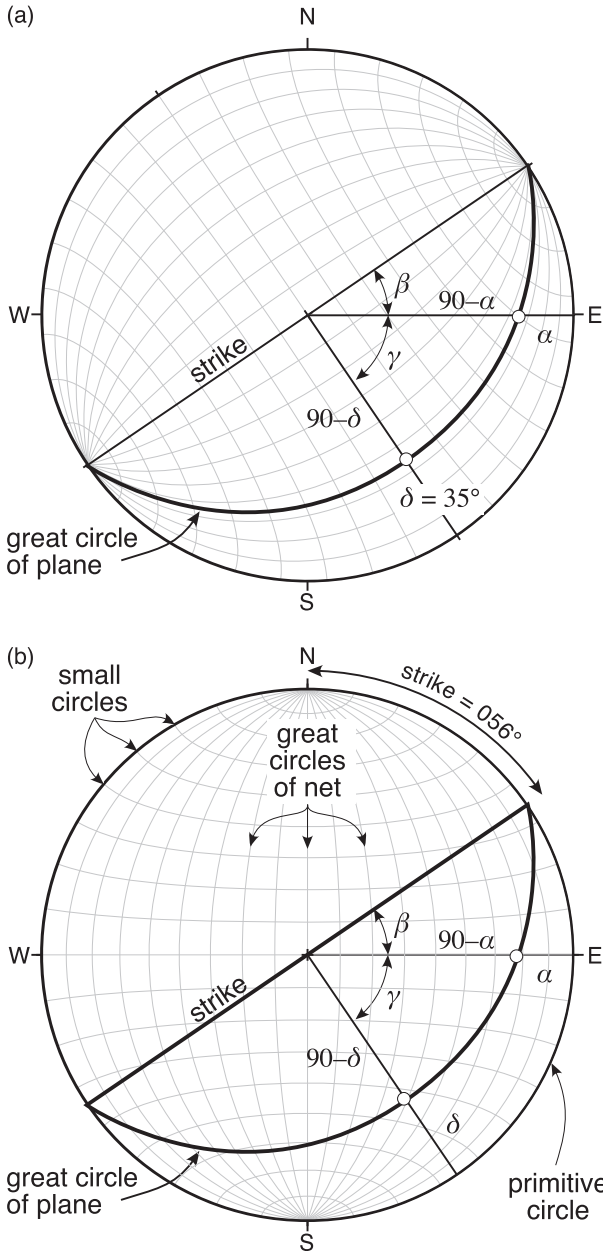 (a)
N
β
90–α
W
E
α
strike
γ
90–δ
δ = 35°
great circle
of plane
S
(b)
N
small
circles
strike = 056°
great
circles
of net
β
90–α
W
E
α
strike
γ
90–δ
δ
great circle
of plane
primitive
circle
S